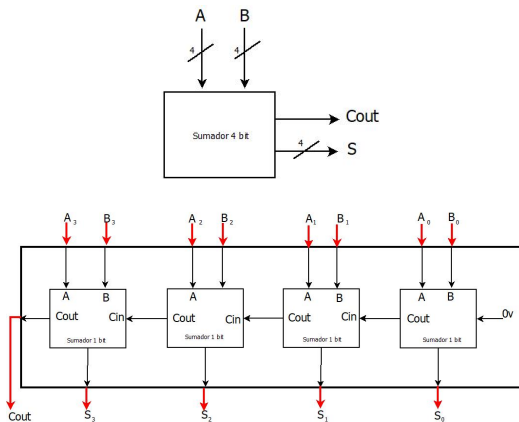 A B
4 4
Sumador 4 bit
Cout
4
S
A3 B3 A2 B2 A1 B1 A0 B0
A B A B A B A B
Cout Cin Cout Cin Cout Cin Cout 0v
Sumador 1 bit Sumador 1 bit Sumador 1 bit Sumador 1 bit
Cout S3 S2 S1 S0